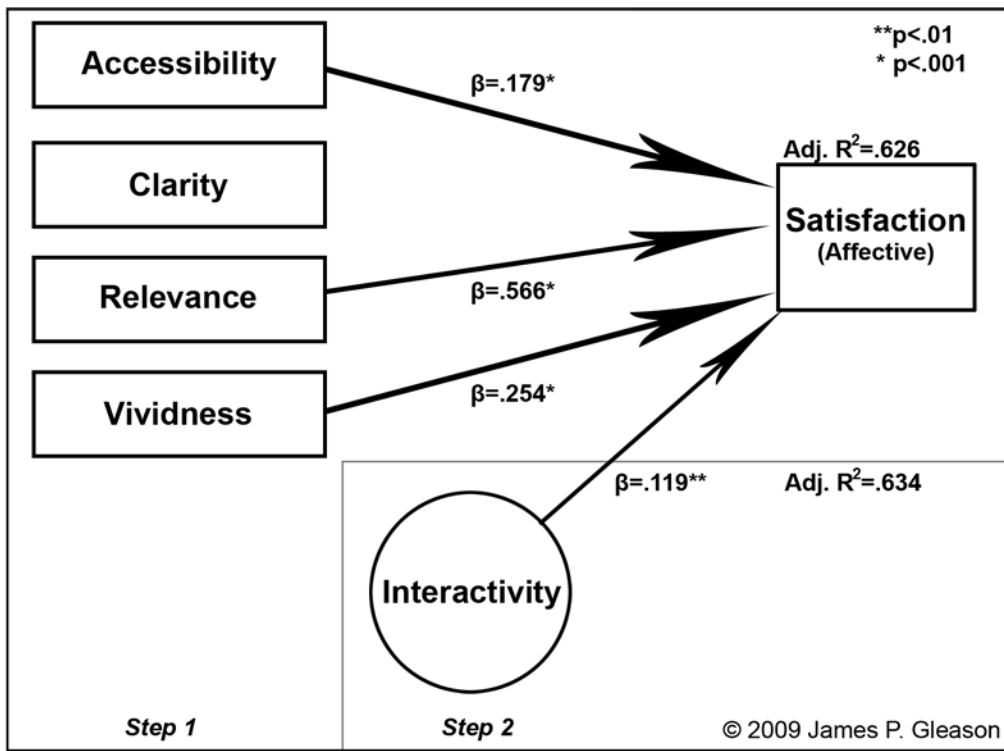 Accessibility
**p<.01
* p<.001
β=.179*
Clarity
Adj. R²=.626
Satisfaction
(Affective)
Relevance
β=.566*
Vividness
β=.254*
β=.119**
Adj. R²=.634
Interactivity
Step 1
Step 2
© 2009 James P. Gleason